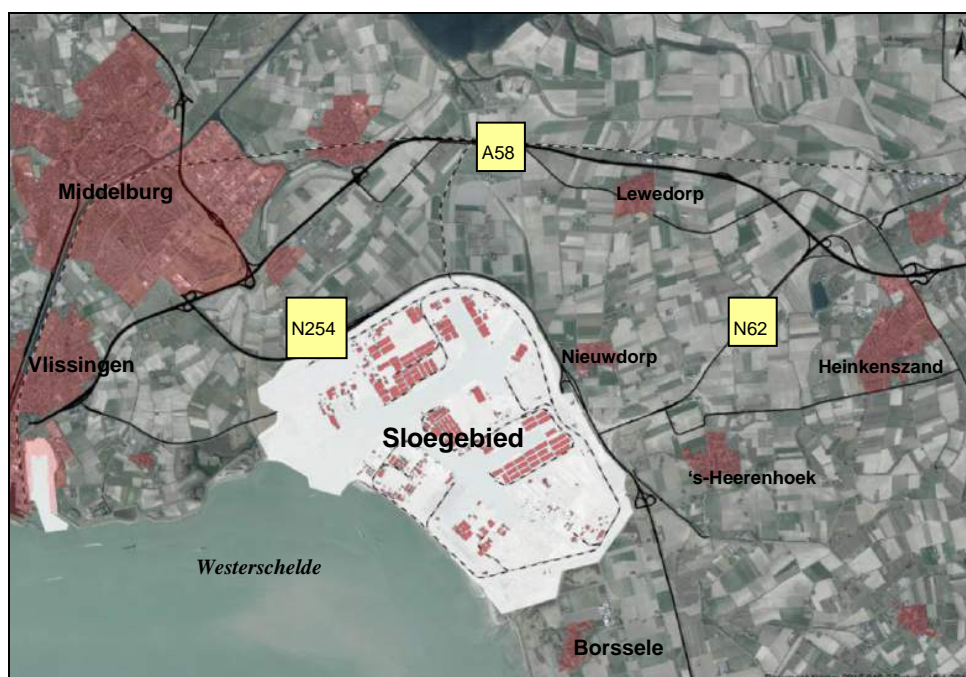 N
A58
Middelburg
Lewedorp
N254
N62
Nieuwdorp
Vlissingen
Heinkenszand
Sloegebied
‘s-Heerenhoek
Westerschelde
Borssele